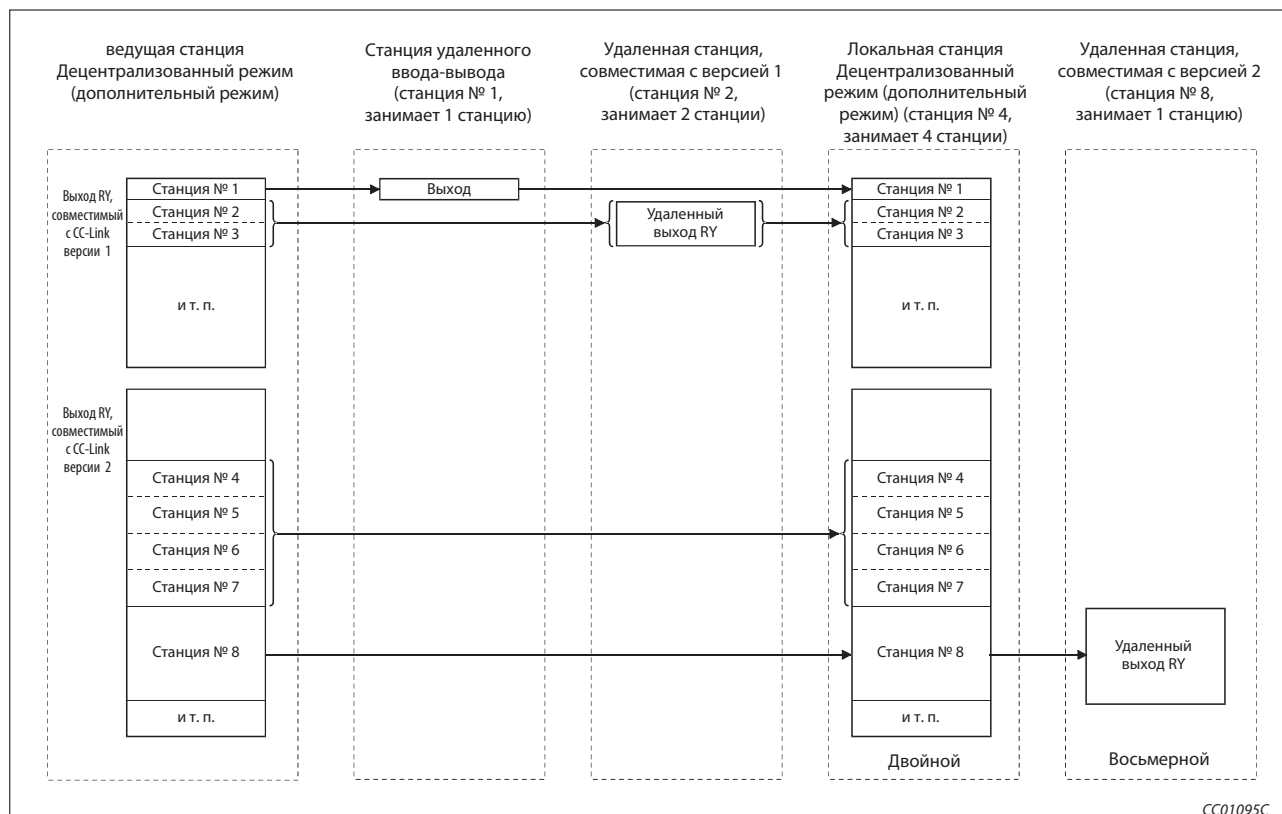 ведущая станция
Децентрализованный режим
(дополнительный режим)
Станция удаленного
ввода-вывода
(станция № 1,
занимает 1 станцию)
Удаленная станция,
совместимая с версией 1
(станция № 2,
занимает 2 станции)
Локальная станция
Децентрализованный
режим (дополнительный
режим) (станция № 4,
занимает 4 станции)
Удаленная станция,
совместимая с версией 2
(станция № 8,
занимает 1 станцию)
Выход RY,
совместимый
с CC-Link
версии 1
Станция № 1
Станция № 2
Станция № 3
и т. п.
Выход
Удаленный
выход RY
Станция № 1
Станция № 2
Станция № 3
и т. п.
Выход RY,
совместимый
с CC-Link
версии 2
Станция № 4
Станция № 5
Станция № 6
Станция № 7
Станция № 8
и т. п.
Станция № 4
Станция № 5
Станция № 6
Станция № 7
Станция № 8
и т. п.
Удаленный
выход RY
Двойной
Восьмерной
CC01095C